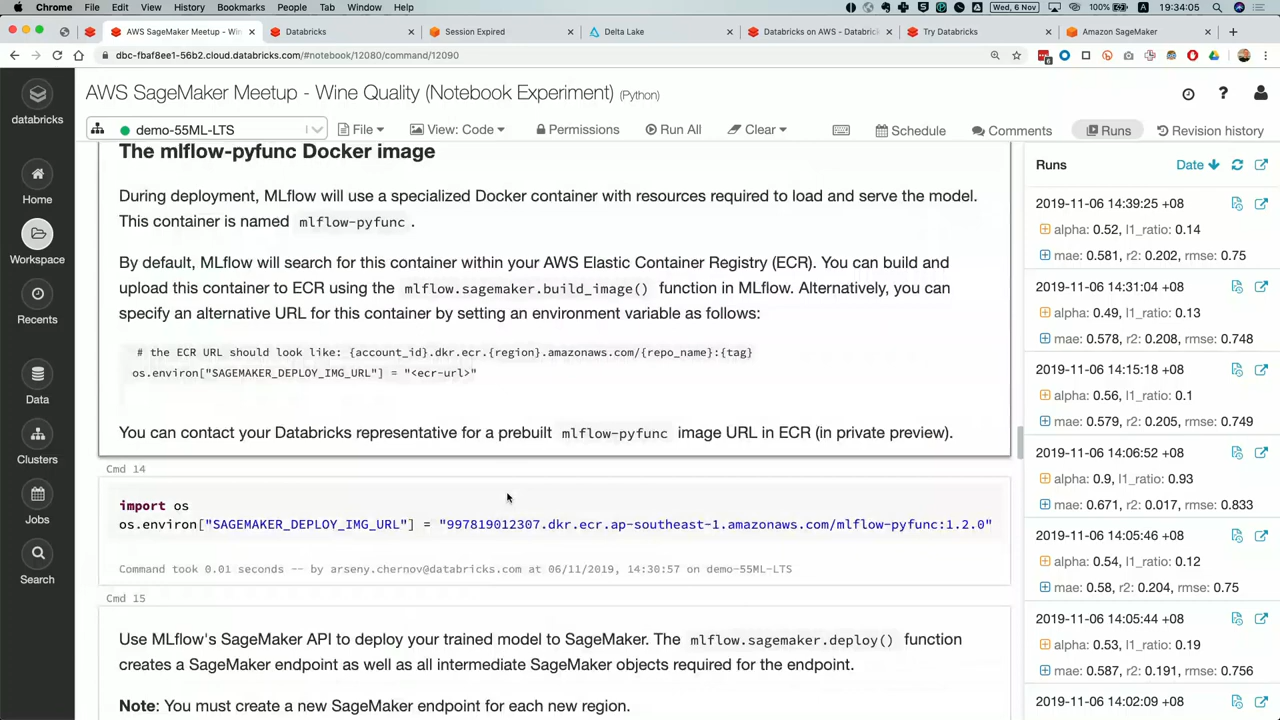 Chrome File Edit View History Bookmarks People Tab Window Help
100% Wed, 6 Nov 19:34:05
AWS SageMaker Meetup - Win
Databricks
Session Expired
Delta Lake
Databricks on AWS - Databrick
Try Databricks
Amazon SageMaker
dbc-fbaf8ee1-56b2.cloud.databricks.com/#notebook/12080/command/12090
databricks
Home
Workspace
Recents
Data
Clusters
Jobs
Search
AWS SageMaker Meetup - Wine Quality (Notebook Experiment) (Python)
demo-55ML-LTS File View: Code Permissions Run All Clear Schedule Comments Runs Revision history
The mlflow-pyfunc Docker image
During deployment, MLflow will use a specialized Docker container with resources required to load and serve the model.
This container is named mlflow-pyfunc .
By default, MLflow will search for this container within your AWS Elastic Container Registry (ECR). You can build and
upload this container to ECR using the mlflow.sagemaker.build_image() function in MLflow. Alternatively, you can
specify an alternative URL for this container by setting an environment variable as follows:
# the ECR URL should look like: {account_id}.dkr.ecr.{region}.amazonaws.com/{repo_name}:{tag}
os.environ["SAGEMAKER_DEPLOY_IMG_URL"] = "<ecr-url>"
You can contact your Databricks representative for a prebuilt mlflow-pyfunc image URL in ECR (in private preview).
Cmd 14
import os
os.environ["SAGEMAKER_DEPLOY_IMG_URL"] = "997819012307.dkr.ecr.ap-southeast-1.amazonaws.com/mlflow-pyfunc:1.2.0"
Command took 0.01 seconds -- by arseny.chernov@databricks.com at 06/11/2019, 14:30:57 on demo-55ML-LTS
Cmd 15
Use MLflow's SageMaker API to deploy your trained model to SageMaker. The mlflow.sagemaker.deploy() function
creates a SageMaker endpoint as well as all intermediate SageMaker objects required for the endpoint.
Note: You must create a new SageMaker endpoint for each new region.
Runs Date
2019-11-06 14:39:25 +08
alpha: 0.52, l1_ratio: 0.14
mae: 0.581, r2: 0.202, rmse: 0.75
2019-11-06 14:31:04 +08
alpha: 0.49, l1_ratio: 0.13
mae: 0.578, r2: 0.208, rmse: 0.748
2019-11-06 14:15:18 +08
alpha: 0.56, l1_ratio: 0.1
mae: 0.579, r2: 0.205, rmse: 0.749
2019-11-06 14:06:52 +08
alpha: 0.9, l1_ratio: 0.93
mae: 0.671, r2: 0.017, rmse: 0.833
2019-11-06 14:05:46 +08
alpha: 0.54, l1_ratio: 0.12
mae: 0.58, r2: 0.204, rmse: 0.75
2019-11-06 14:05:44 +08
alpha: 0.53, l1_ratio: 0.19
mae: 0.587, r2: 0.191, rmse: 0.756
2019-11-06 14:02:09 +08